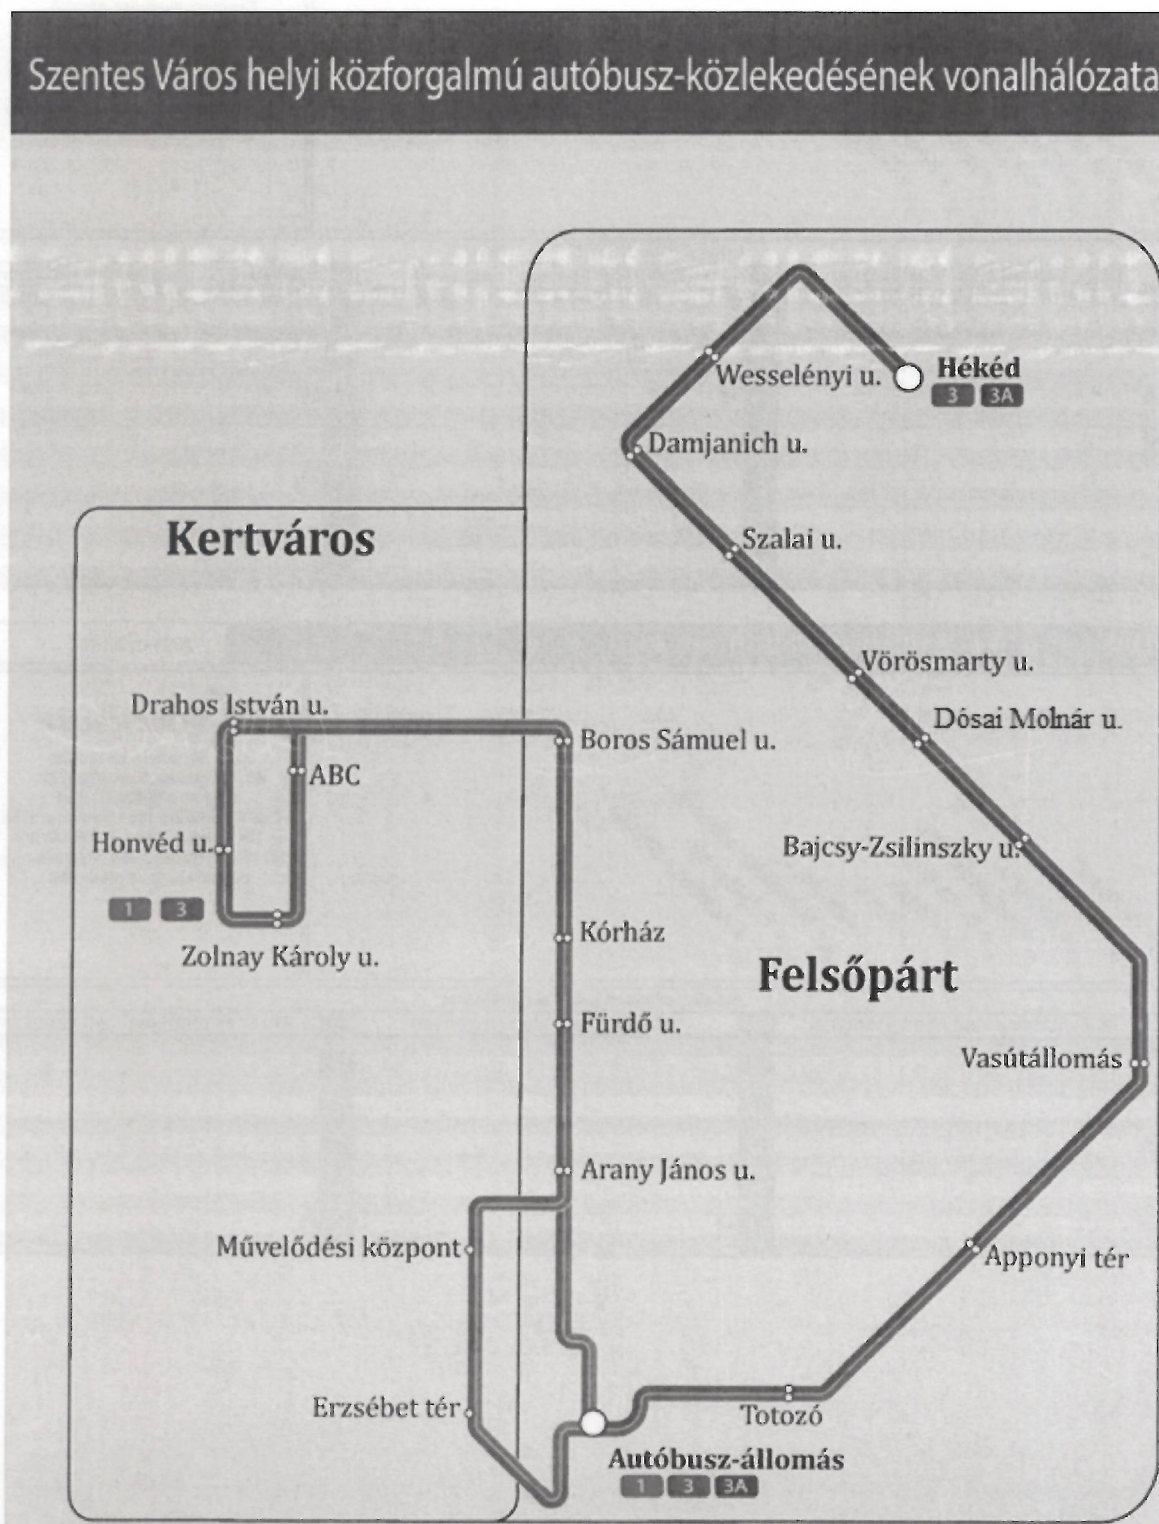 Szentes Város helyi közforgalmú autóbusz-közlekedésének vonalhálózata
Hékéd
3 3A
Wesselényi u.
Damjanich u.
Kertváros
Szalai u.
Vörösmarty u.
Drahos István u.
Dósai Molnár u.
Boros Sámuel u.
ABC
Honvéd u.
Bajcsy-Zsilinszky u.
1 3
Kórház
Zolnay Károly u.
Felsőpárt
Fürdő u.
Vasútállomás
Arany János u.
Művelődési központ
Apponyi tér
Erzsébet tér
Totozó
Autóbusz-állomás
1 3 3A